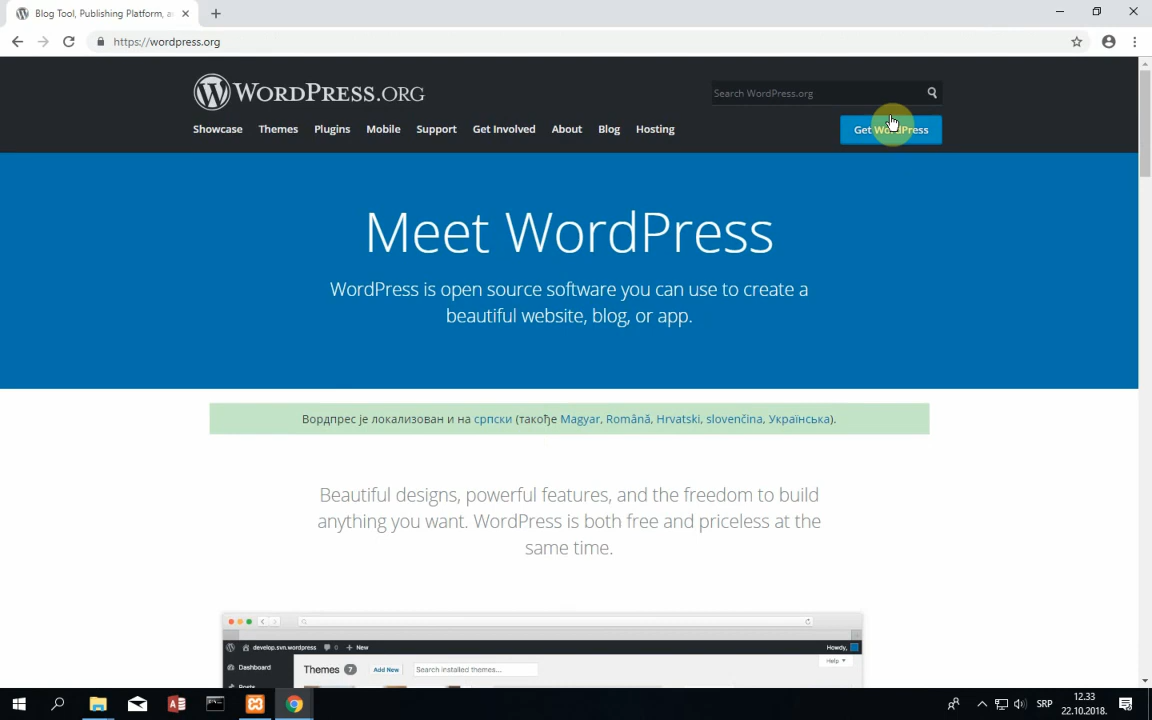 Blog Tool, Publishing Platform, a
https://wordpress.org
WORDPRESS.ORG
Search WordPress.org
Showcase Themes Plugins Mobile Support Get Involved About Blog Hosting
Get WordPress
Meet WordPress
WordPress is open source software you can use to create a
beautiful website, blog, or app.
Вордпрес је локализован и на српски (такође Magyar, Română, Hrvatski, slovenčina, Українська).
Beautiful designs, powerful features, and the freedom to build
anything you want. WordPress is both free and priceless at the
same time.
develop.svn.wordpress 0 + New
Howdy,
Dashboard
Themes 7 Add New Search installed themes...
Help
Posts
SRP
12.33
22.10.2018.